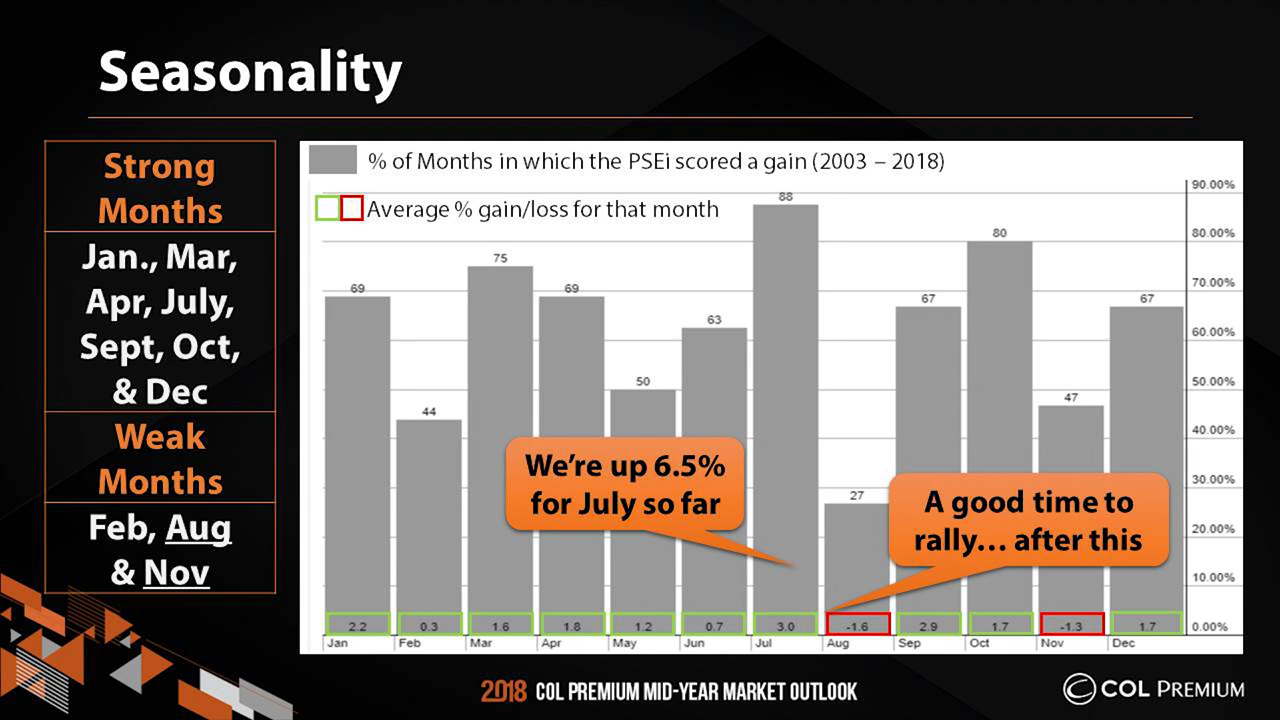 Seasonality
Strong
Months
Jan., Mar,
Apr, July,
Sept, Oct,
& Dec
Weak
Months
Feb, Aug
& Nov
% of Months in which the PSEi scored a gain (2003 – 2018)
Average % gain/loss for that month
90.00%
80.00%
70.00%
60.00%
50.00%
40.00%
30.00%
20.00%
10.00%
0.00%
69
44
75
69
50
63
88
27
67
80
47
67
We’re up 6.5%
for July so far
A good time to
rally... after this
2.2 0.3 1.6 1.8 1.2 0.7 3.0 -1.6 2.9 1.7 -1.3 1.7
Jan Feb Mar Apr May Jun Jul Aug Sep Oct Nov Dec
2018 COL PREMIUM MID-YEAR MARKET OUTLOOK
COL PREMIUM